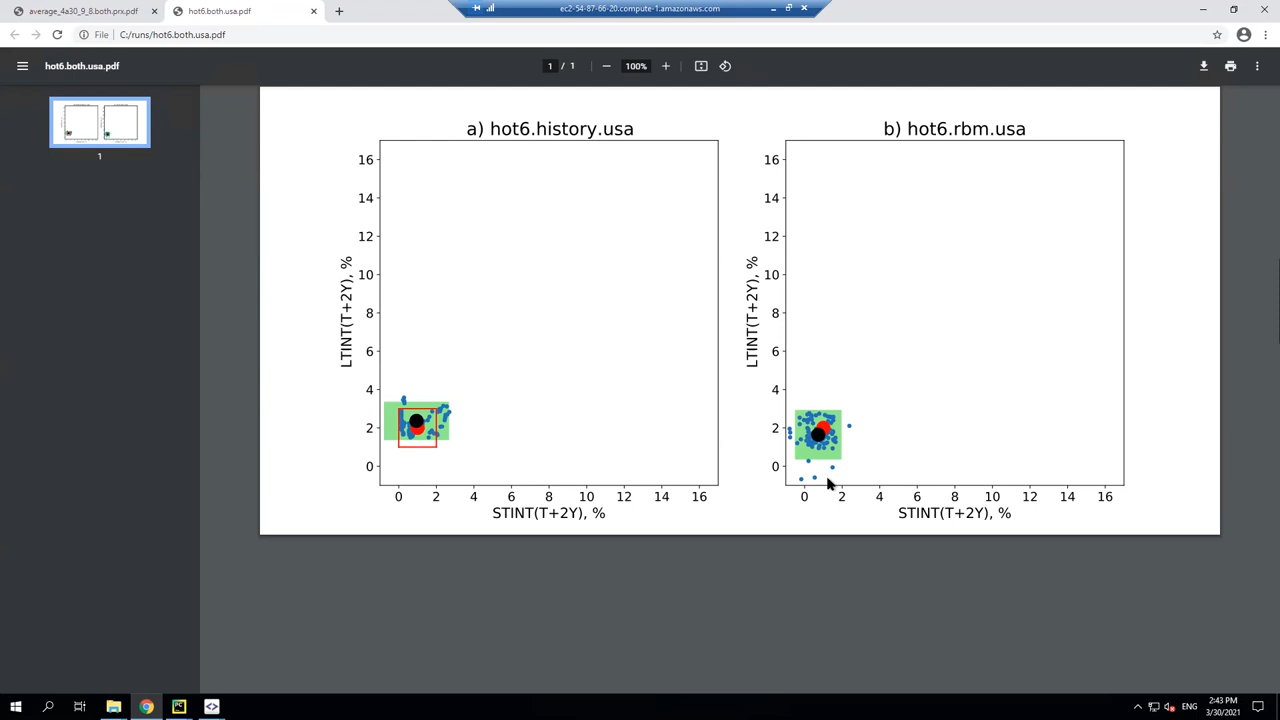 average_4a30_9_8.both.prx.pdf
hot6.both.usa.pdf
ec2-54-87-66-20.compute-1.amazonaws.com
File
C:/runs/hot6.both.usa.pdf
hot6.both.usa.pdf
1 / 1
100%
1
a) hot6.history.usa
16
14
12
10
8
6
4
2
0
LTINT(T+2Y), %
0 2 4 6 8 10 12 14 16
STINT(T+2Y), %
b) hot6.rbm.usa
16
14
12
10
8
6
4
2
0
LTINT(T+2Y), %
0 2 4 6 8 10 12 14 16
STINT(T+2Y), %
PC
ENG
2:43 PM
3/30/2021